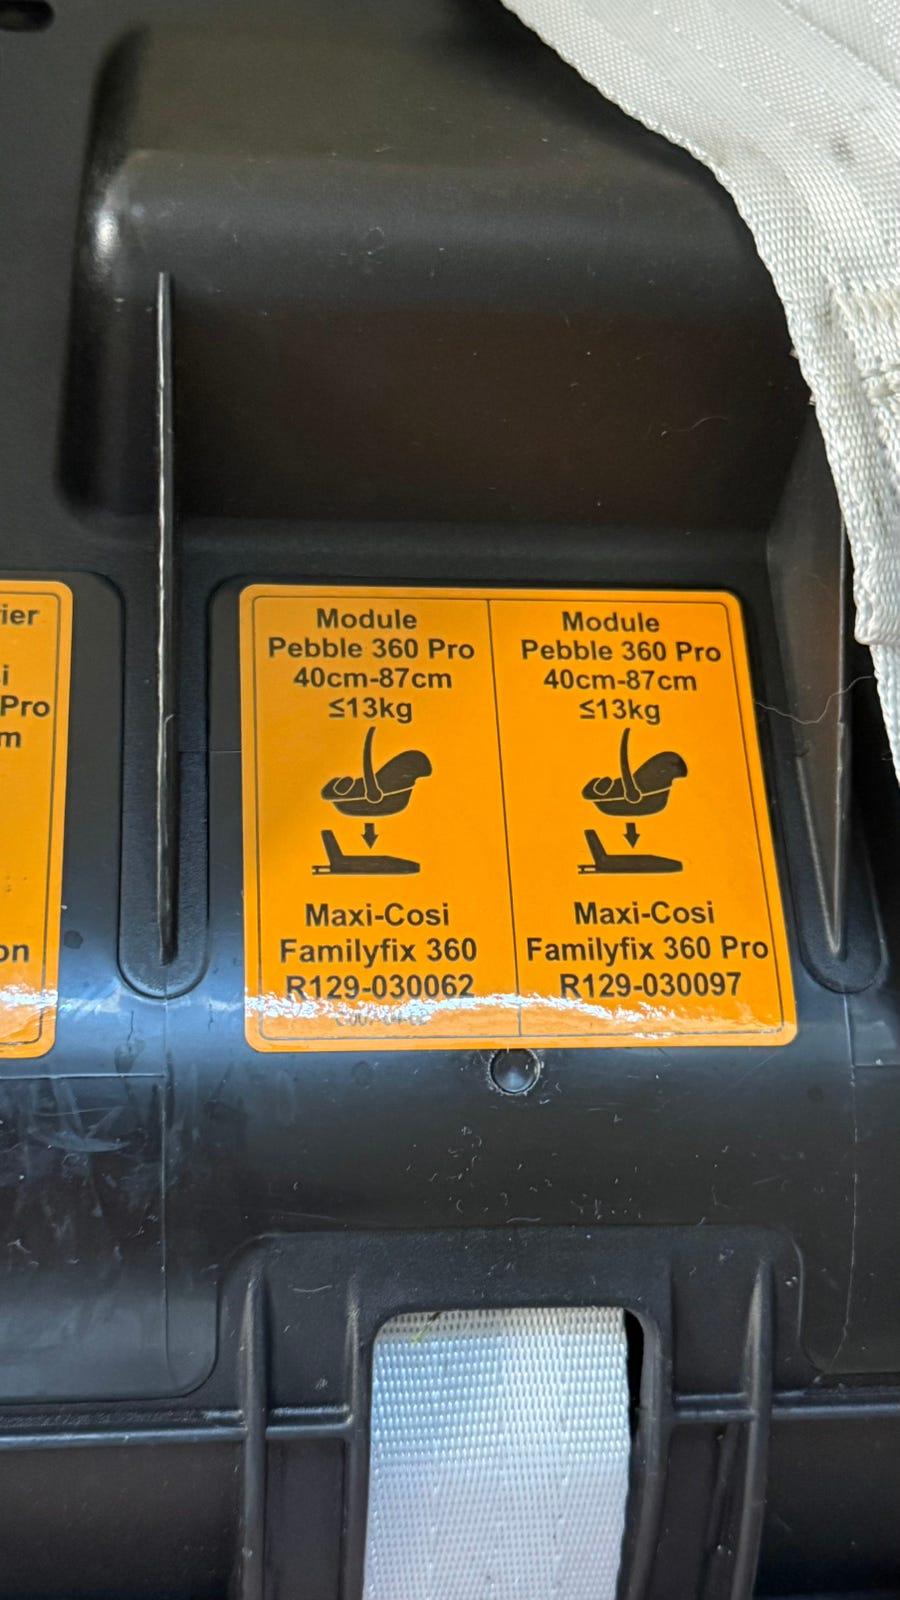 ier
i
Pro
m
on
Module
Pebble 360 Pro
40cm-87cm
≤13kg
Maxi-Cosi
Familyfix 360
R129-030062
Module
Pebble 360 Pro
40cm-87cm
≤13kg
Maxi-Cosi
Familyfix 360 Pro
R129-030097